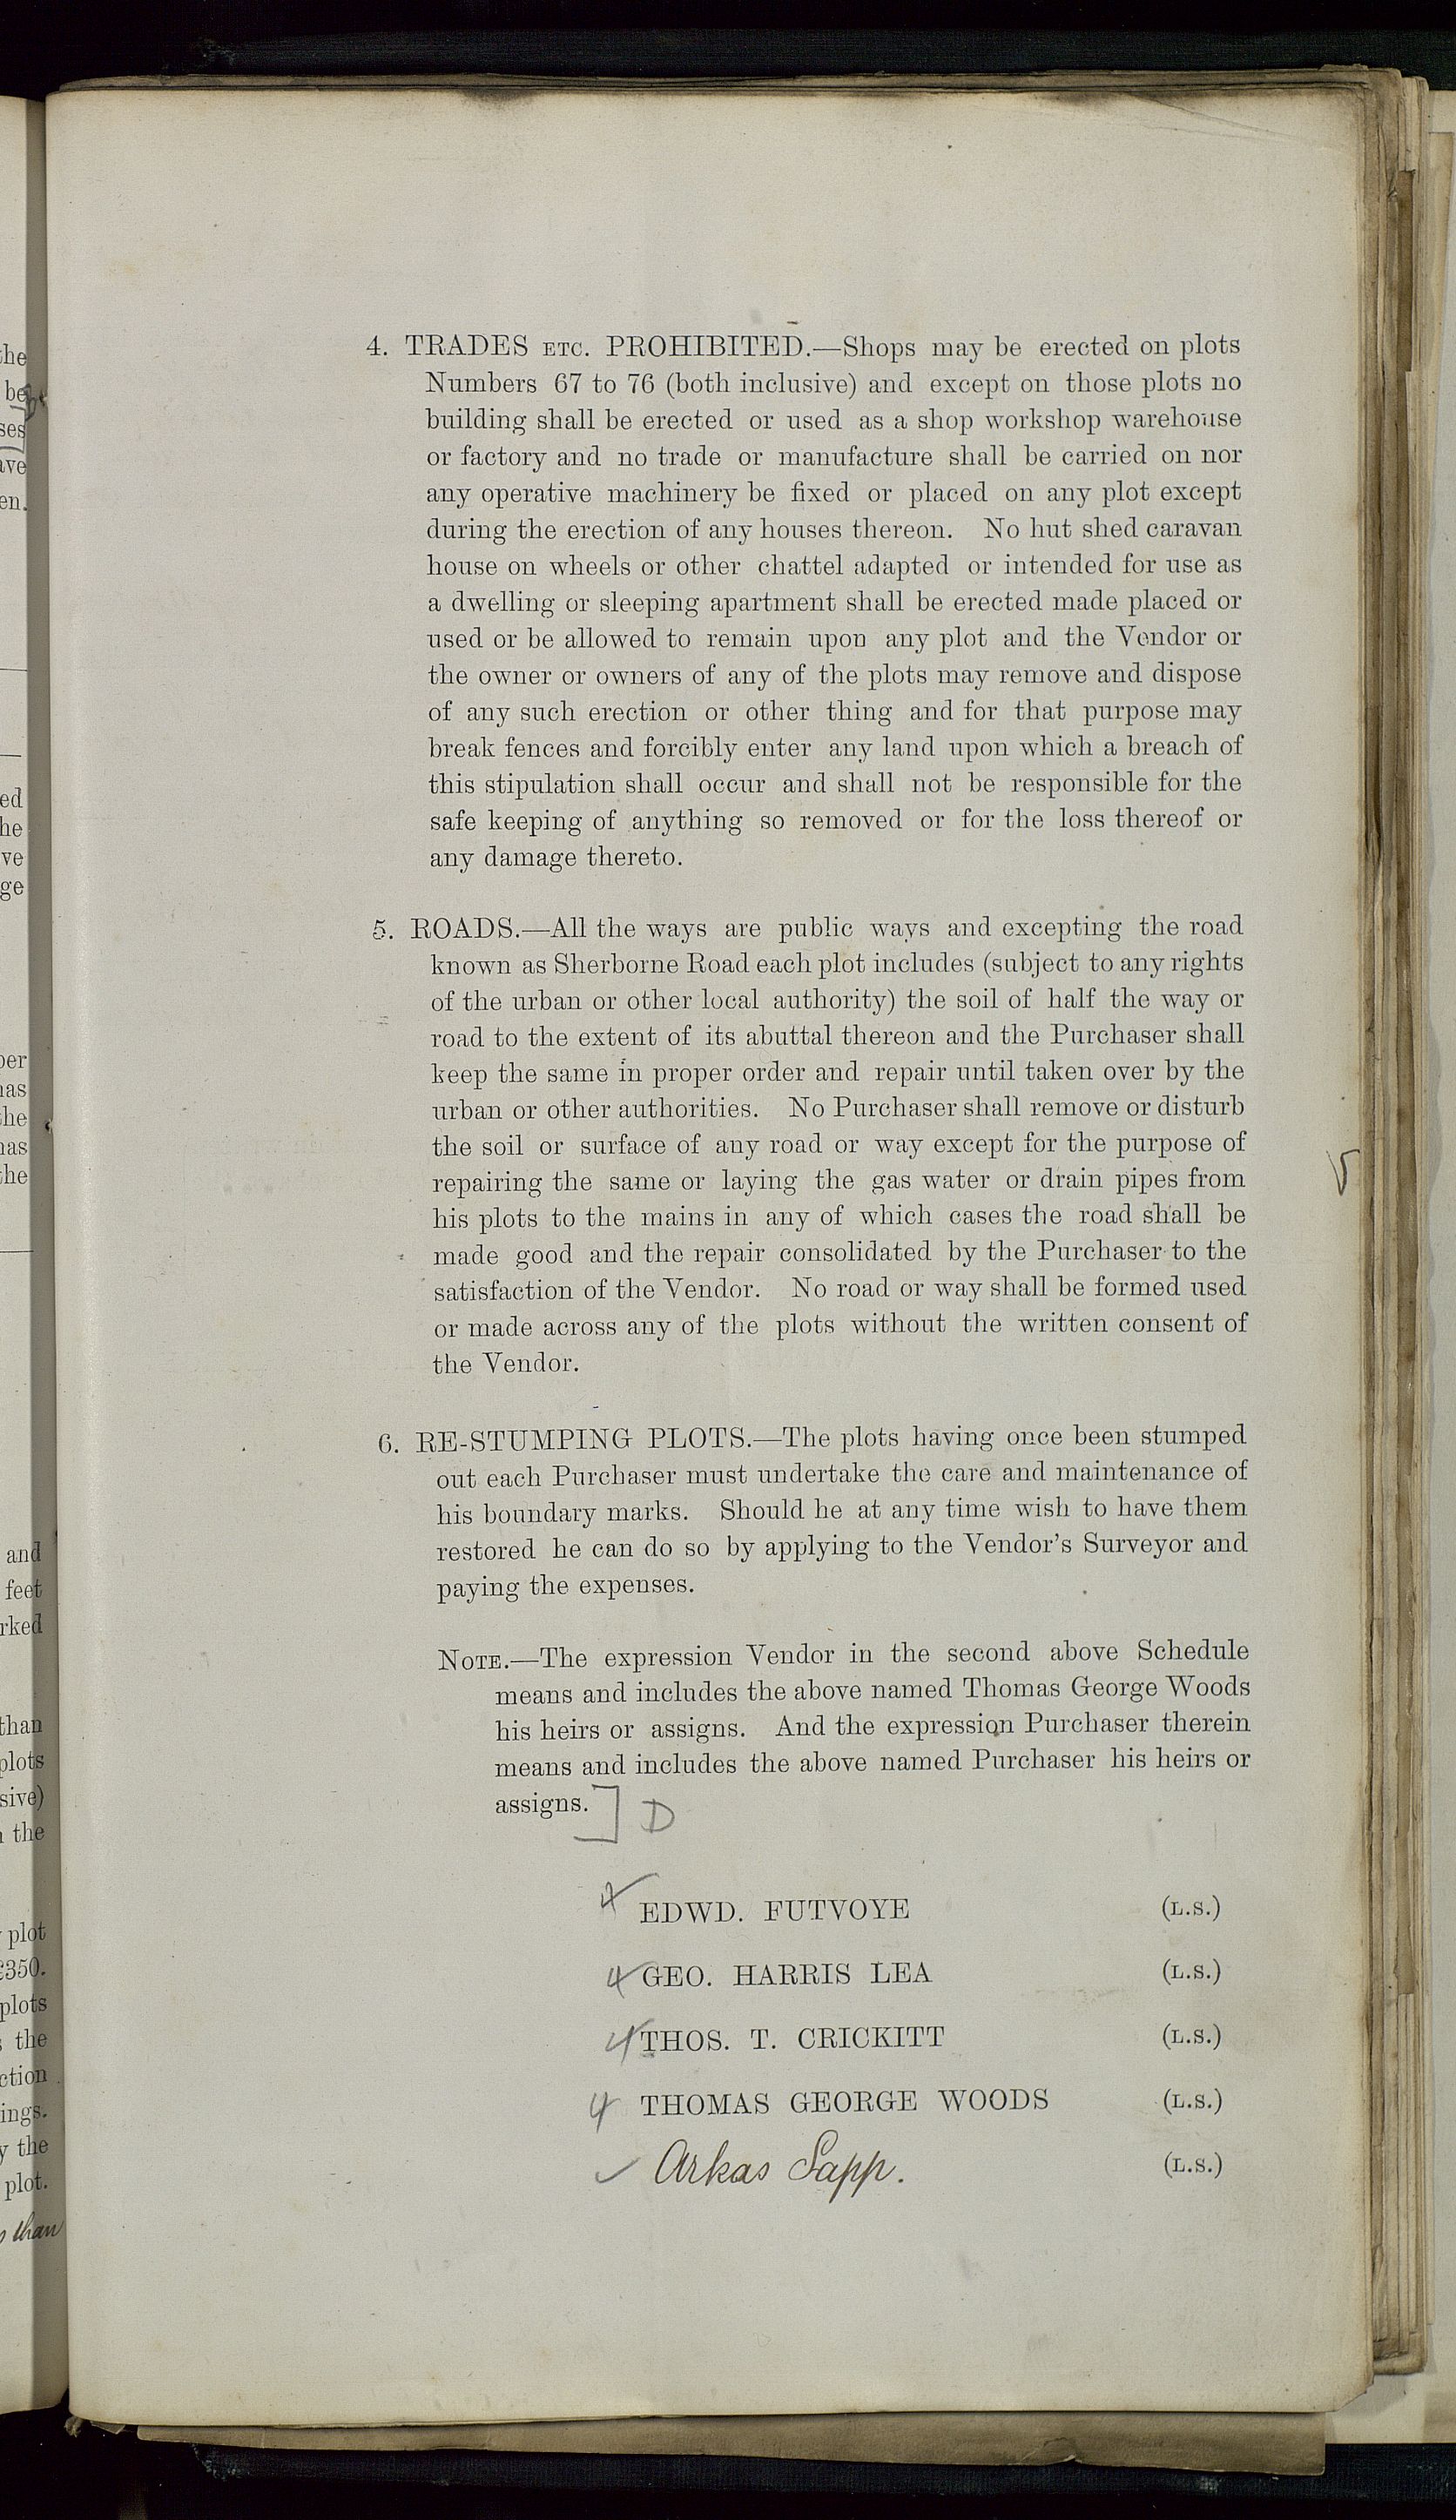 4. TRADES ETC. PROHIBITED.—Shops may be erected on plots
Numbers 67 to 76 (both inclusive) and except on those plots no
building shall be erected or used as a shop workshop warehouse
or factory and no trade or manufacture shall be carried on nor
any operative machinery be fixed or placed on any plot except
during the erection of any houses thereon. No hut shed caravan
house on wheels or other chattel adapted or intended for use as
a dwelling or sleeping apartment shall be erected made placed or
used or be allowed to remain upon any plot and the Vendor or
the owner or owners of any of the plots may remove and dispose
of any such erection or other thing and for that purpose may
break fences and forcibly enter any land upon which a breach of
this stipulation shall occur and shall not be responsible for the
safe keeping of anything so removed or for the loss thereof or
any damage thereto.
5. ROADS.—All the ways are public ways and excepting the road
known as Sherborne Road each plot includes (subject to any rights
of the urban or other local authority) the soil of half the way or
road to the extent of its abuttal thereon and the Purchaser shall
keep the same in proper order and repair until taken over by the
urban or other authorities. No Purchaser shall remove or disturb
the soil or surface of any road or way except for the purpose of
repairing the same or laying the gas water or drain pipes from
his plots to the mains in any of which cases the road shall be
made good and the repair consolidated by the Purchaser to the
satisfaction of the Vendor. No road or way shall be formed used
or made across any of the plots without the written consent of
the Vendor.
6. RE-STUMPING PLOTS.—The plots having once been stumped
out each Purchaser must undertake the care and maintenance of
his boundary marks. Should he at any time wish to have them
restored he can do so by applying to the Vendor's Surveyor and
paying the expenses.
NOTE.—The expression Vendor in the second above Schedule
means and includes the above named Thomas George Woods
his heirs or assigns. And the expression Purchaser therein
means and includes the above named Purchaser his heirs or
assigns.] D
EDWD. FUTVOYE (L.S.)
4 GEO. HARRIS LEA (L.S.)
4 THOS. T. CRICKITT (L.S.)
4 THOMAS GEORGE WOODS (L.S.)
Arkas Sapp. (L.S.)